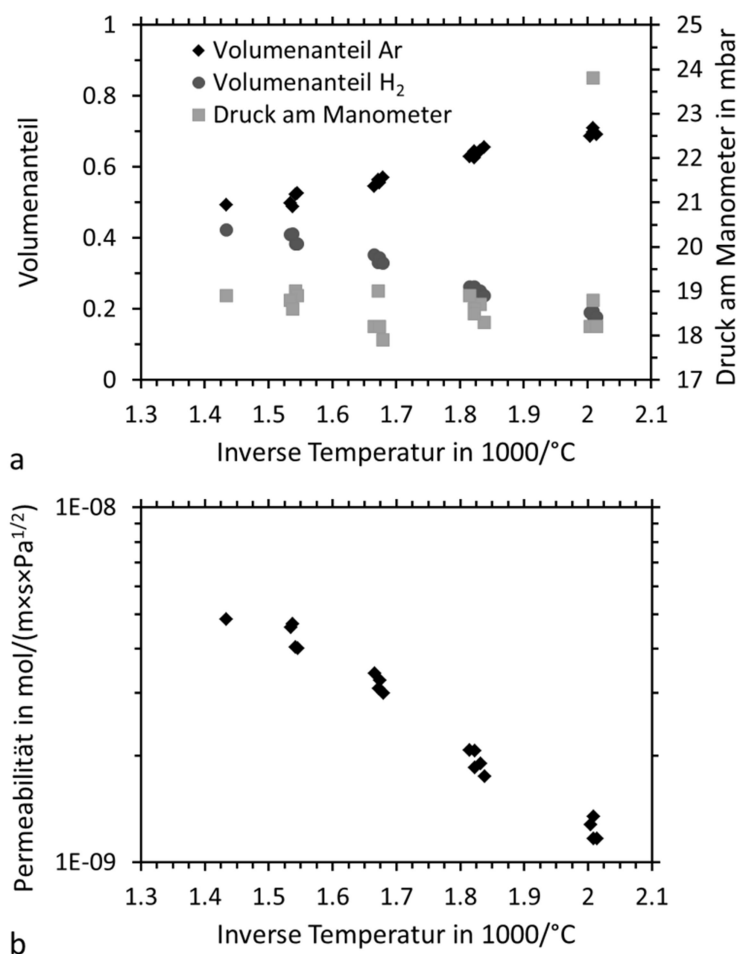 Volumenanteil
1
0.8
0.6
0.4
0.2
0
Volumenanteil Ar
Volumenanteil H2
Druck am Manometer
25
24
23
22
21
20
19
18
17
Druck am Manometer in mbar
1.3 1.4 1.5 1.6 1.7 1.8 1.9 2 2.1
Inverse Temperatur in 1000/°C
a
Permeabilität in mol/(m×s×Pa1/2)
1E-08
1E-09
1.3 1.4 1.5 1.6 1.7 1.8 1.9 2 2.1
Inverse Temperatur in 1000/°C
b